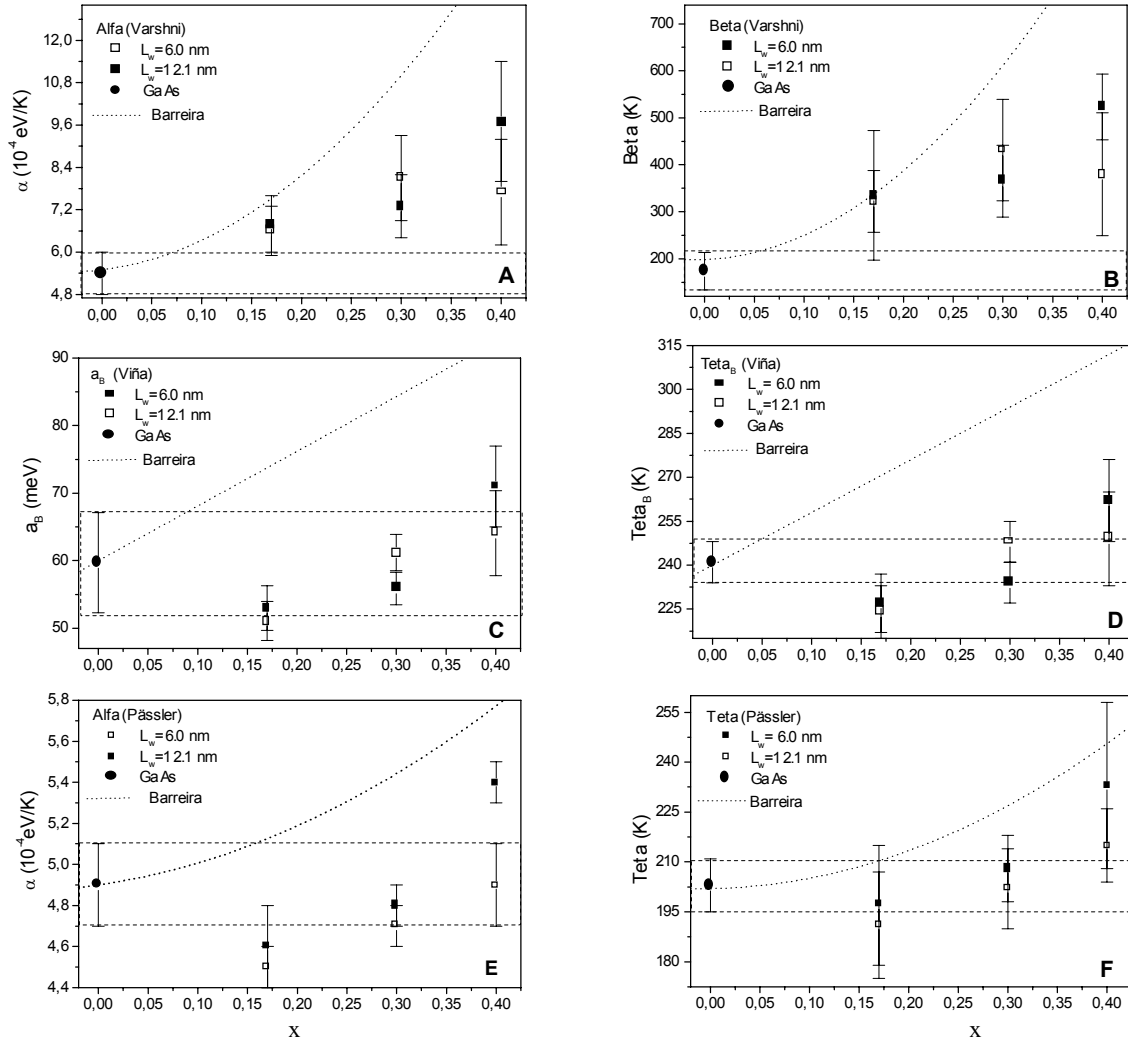 Alfa (Varshni)
L_w=6.0 nm
L_w=12.1 nm
GaAs
Barreira
12,0
10,8
9,6
8,4
7,2
6,0
4,8
α (10⁻⁴ eV/K)
0,00 0,05 0,10 0,15 0,20 0,25 0,30 0,35 0,40
A
Beta (Varshni)
L_w=6.0 nm
L_w=12.1 nm
GaAs
Barreira
700
600
500
400
300
200
Beta (K)
0,00 0,05 0,10 0,15 0,20 0,25 0,30 0,35 0,40
B
a_B (Viña)
L_w=6.0 nm
L_w=12.1 nm
GaAs
Barreira
90
80
70
60
50
a_B (meV)
0,00 0,05 0,10 0,15 0,20 0,25 0,30 0,35 0,40
C
Teta_B (Viña)
L_w= 6.0 nm
L_w=12.1 nm
GaAs
Barreira
315
300
285
270
255
240
225
Teta_B (K)
0,00 0,05 0,10 0,15 0,20 0,25 0,30 0,35 0,40
D
Alfa (Pässler)
L_w=6.0 nm
L_w=12.1 nm
GaAs
Barreira
5,8
5,6
5,4
5,2
5,0
4,8
4,6
4,4
α (10⁻⁴eV/K)
0,00 0,05 0,10 0,15 0,20 0,25 0,30 0,35 0,40
x
E
Teta (Pässler)
L_w= 6.0 nm
L_w=12.1 nm
GaAs
Barreira
255
240
225
210
195
180
Teta (K)
0,00 0,05 0,10 0,15 0,20 0,25 0,30 0,35 0,40
x
F